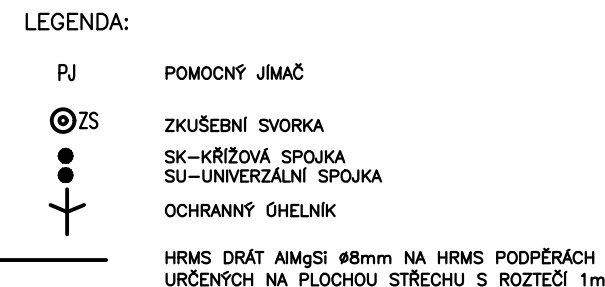 LEGENDA:
PJ POMOCNÝ JÍMAČ
ZS ZKUŠEBNÍ SVORKA
SK-KŘÍŽOVÁ SPOJKA
SU-UNIVERZÁLNÍ SPOJKA
OCHRANNÝ ÚHELNÍK
HRMS DRÁT AlMgSi ø8mm NA HRMS PODPĚRÁCH
URČENÝCH NA PLOCHOU STŘECHU S ROZTEČÍ 1m